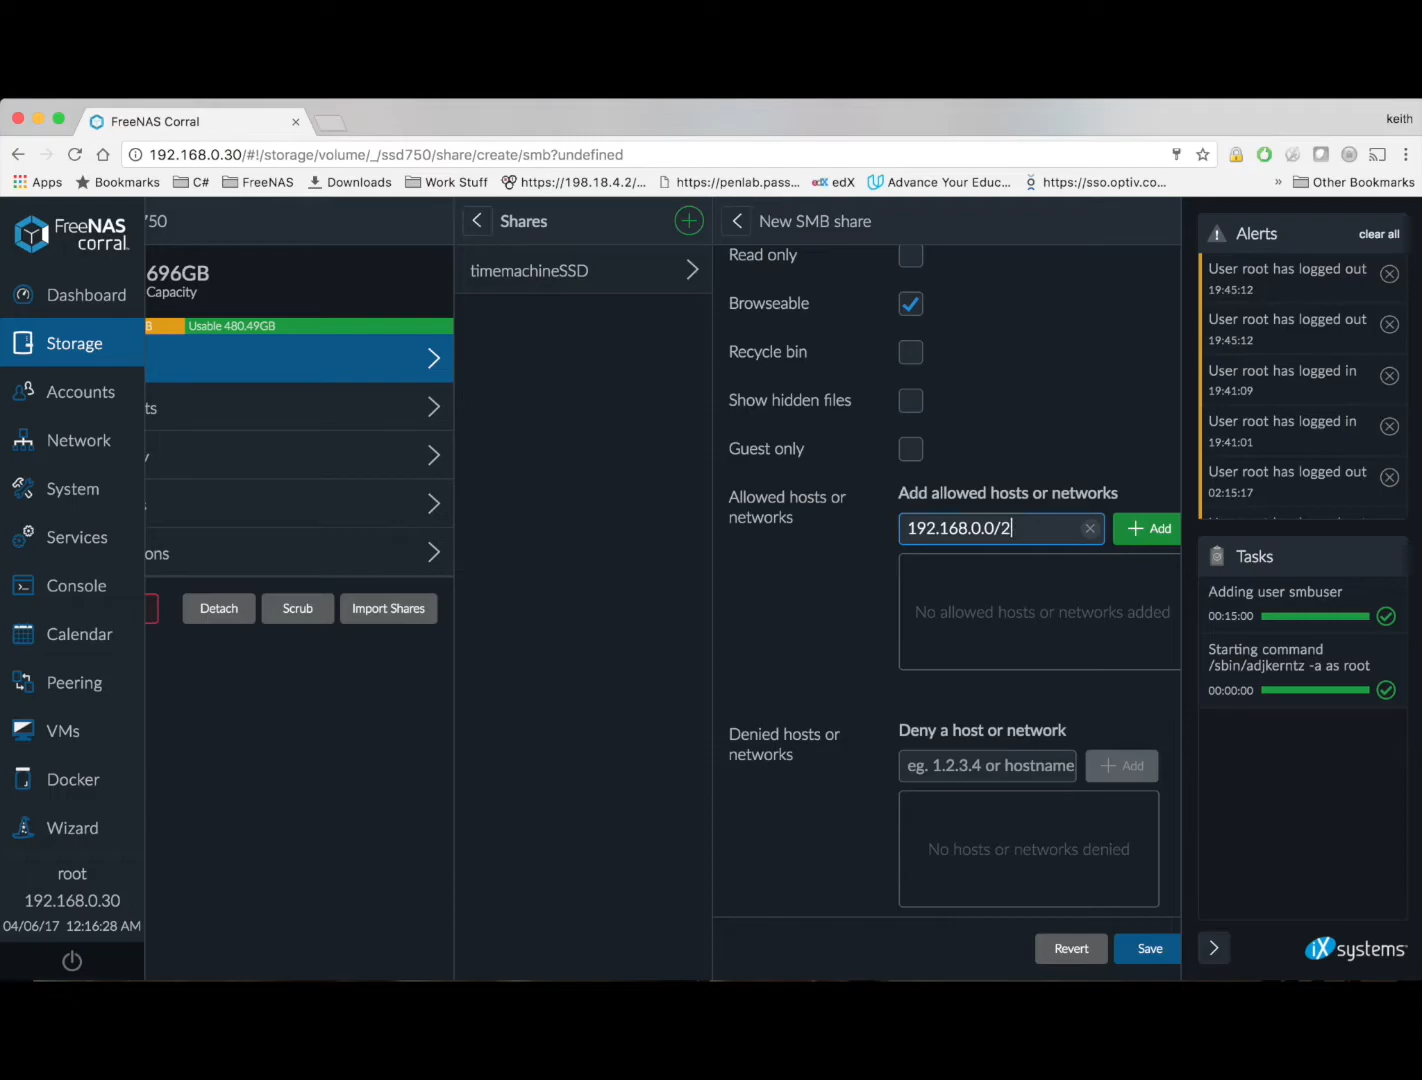 FreeNAS Corral
keith
192.168.0.30/#!/storage/volume/_/ssd750/share/create/smb?undefined
Apps
Bookmarks
C#
FreeNAS
Downloads
Work Stuff
https://198.18.4.2/...
https://penlab.pass...
edX
edX
Advance Your Educ...
https://sso.optiv.co...
»
Other Bookmarks
FreeNAS
corral
Dashboard
Storage
Accounts
Network
System
Services
Console
Calendar
Peering
VMs
Docker
Wizard
root
192.168.0.30
04/06/17 12:16:28 AM
750
696GB
Capacity
B
Usable 480.49GB
ts
y
s
ons
Detach
Scrub
Import Shares
Shares
timemachineSSD
New SMB share
Read only
Browseable
Recycle bin
Show hidden files
Guest only
Allowed hosts or
networks
Add allowed hosts or networks
192.168.0.0/2
+ Add
No allowed hosts or networks added
Denied hosts or
networks
Deny a host or network
eg. 1.2.3.4 or hostname
+ Add
No hosts or networks denied
Revert
Save
Alerts
clear all
User root has logged out
19:45:12
User root has logged out
19:45:12
User root has logged in
19:41:09
User root has logged in
19:41:01
User root has logged out
02:15:17
Tasks
Adding user smbuser
00:15:00
Starting command
/sbin/adjkerntz -a as root
00:00:00
iXsystems